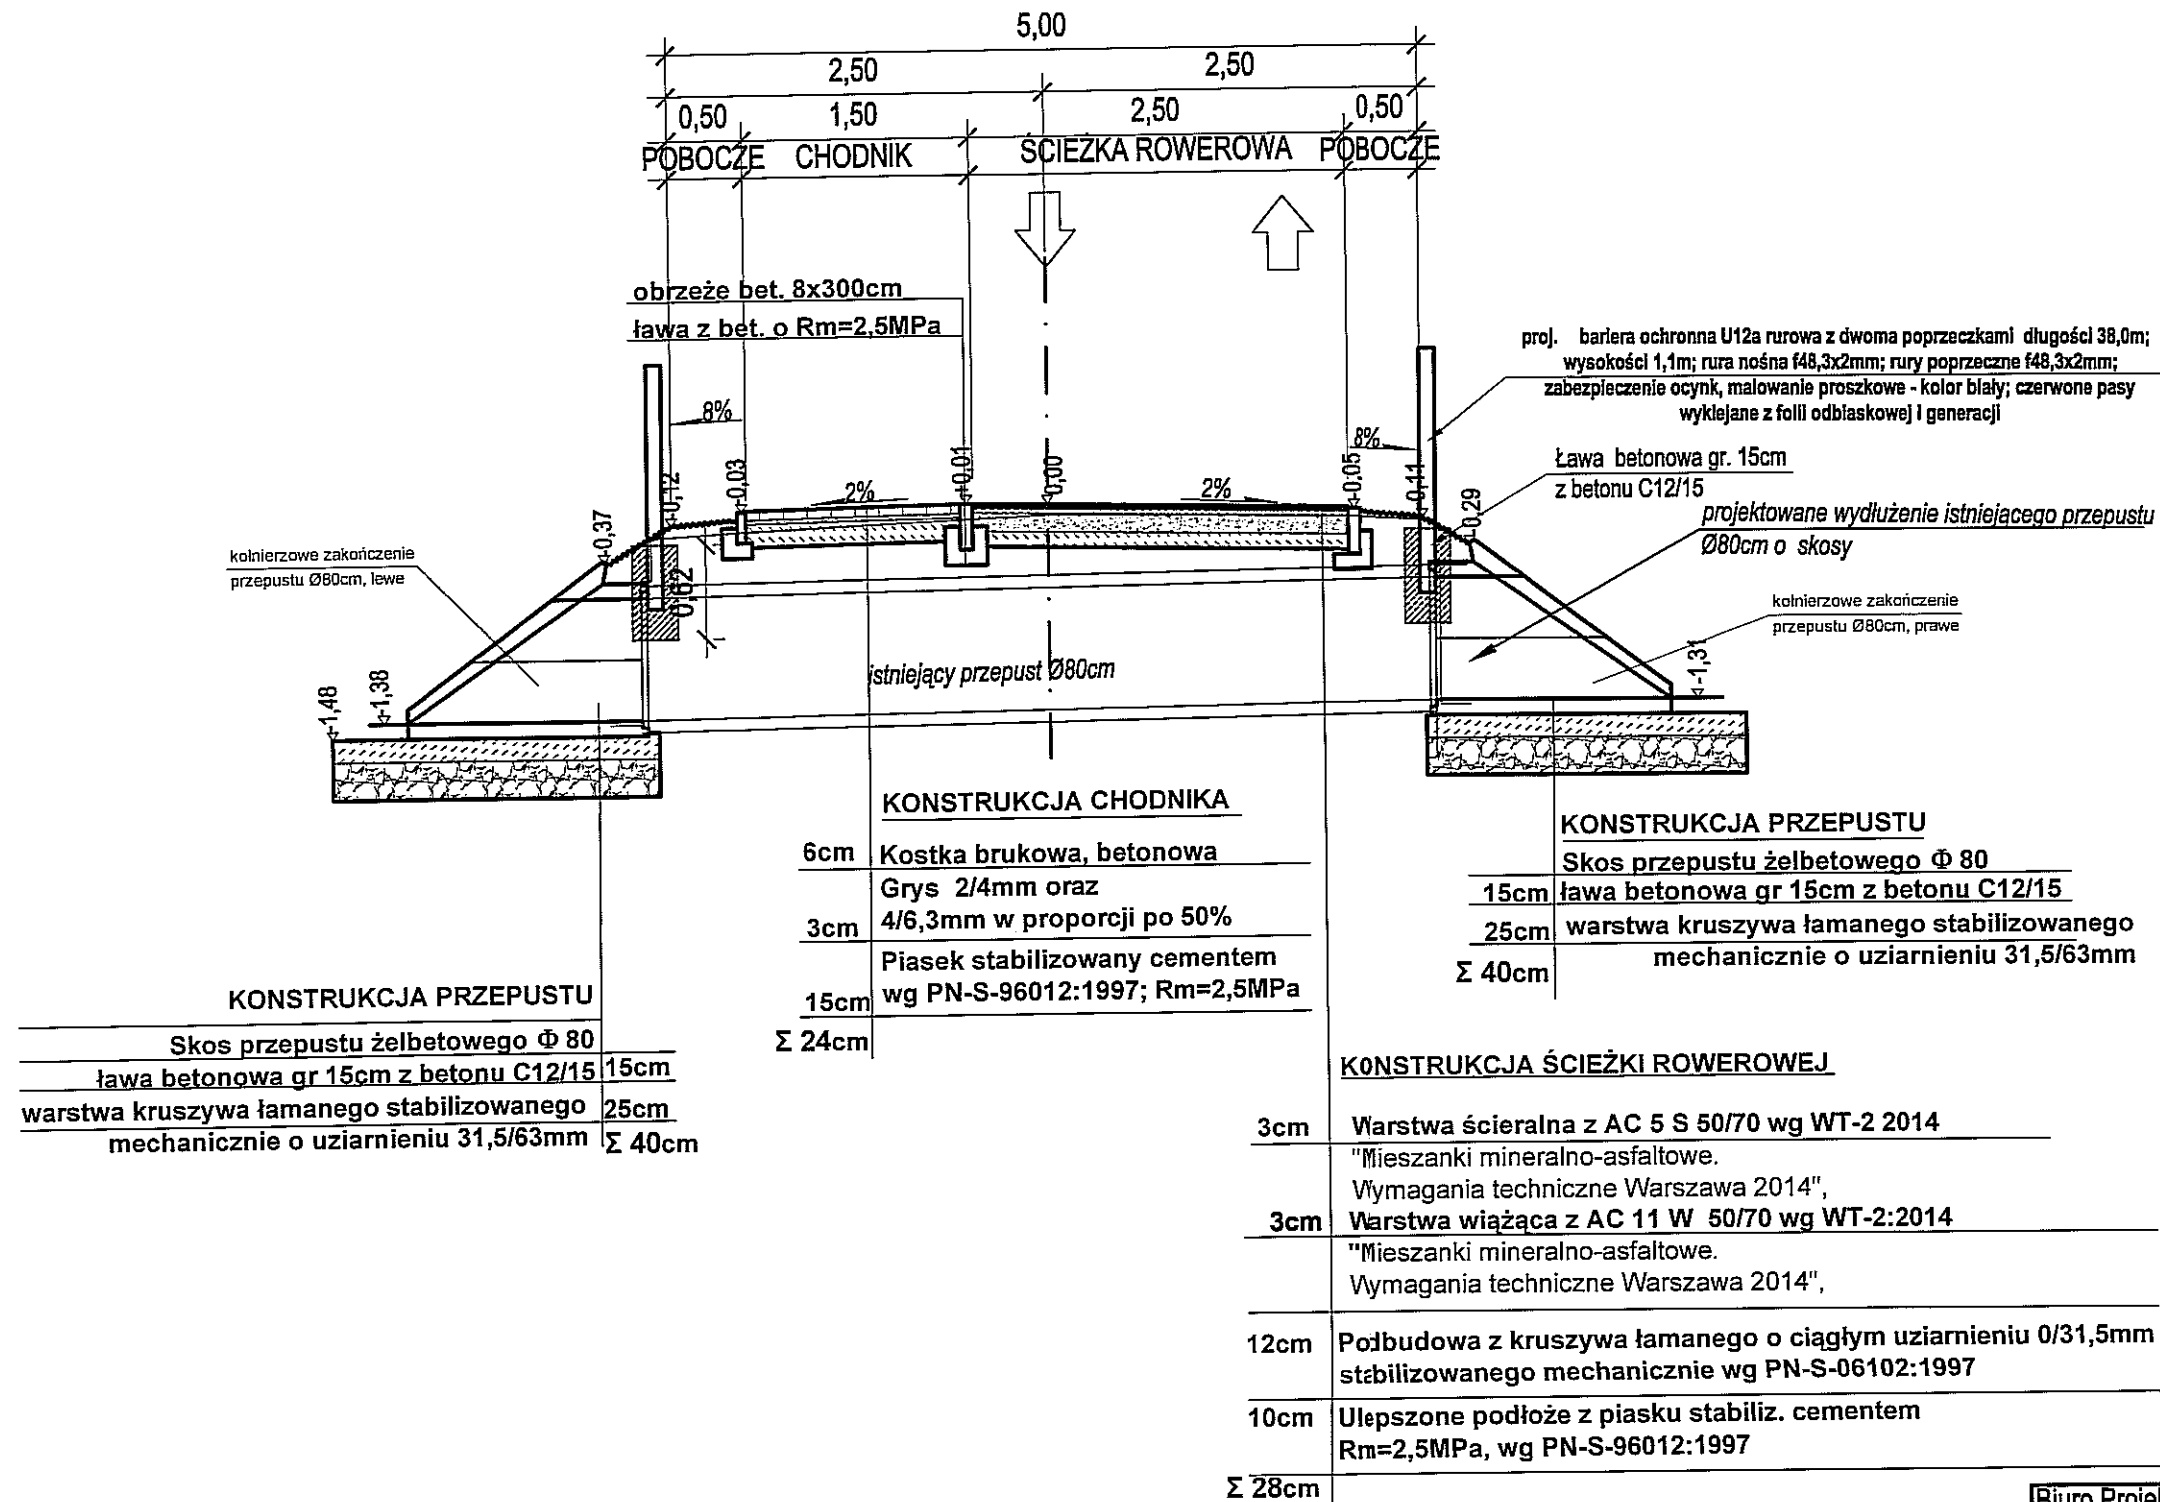 5,00
2,50 2,50
0,50 1,50 2,50 0,50
POBOCZE CHODNIK ŚCIEŻKA ROWEROWA POBOCZE
obrzeże bet. 8x300cm
ława z bet. o Rm=2,5MPa
proj. bariera ochronna U12a rurowa z dwoma poprzeczkami długości 38,0m;
wysokości 1,1m; rura nośna f48,3x2mm; rury poprzeczne f48,3x2mm;
zabezpieczenie ocynk, malowanie proszkowe - kolor biały; czerwone pasy
wyklejane z folii odblaskowej I generacji
8% 8%
Ława betonowa gr. 15cm
z betonu C12/15
-0,37 -0,12 -0,03 2% +0,01 0,00 2% -0,05 -0,11 -0,29
projektowane wydłużenie istniejącego przepustu
Ø80cm o skosy
kołnierzowe zakończenie
przepustu Ø80cm, lewe
0,62
kołnierzowe zakończenie
przepustu Ø80cm, prawe
istniejący przepust Ø80cm
-1,48 -1,38 -1,31
KONSTRUKCJA CHODNIKA
6cm Kostka brukowa, betonowa
Grys 2/4mm oraz
3cm 4/6,3mm w proporcji po 50%
Piasek stabilizowany cementem
15cm wg PN-S-96012:1997; Rm=2,5MPa
Σ 24cm
KONSTRUKCJA PRZEPUSTU
Skos przepustu żelbetowego Φ 80
15cm ława betonowa gr 15cm z betonu C12/15
25cm warstwa kruszywa łamanego stabilizowanego
mechanicznie o uziarnieniu 31,5/63mm
Σ 40cm
KONSTRUKCJA PRZEPUSTU
Skos przepustu żelbetowego Φ 80
ława betonowa gr 15cm z betonu C12/15 15cm
warstwa kruszywa łamanego stabilizowanego 25cm
mechanicznie o uziarnieniu 31,5/63mm Σ 40cm
KONSTRUKCJA ŚCIEŻKI ROWEROWEJ
3cm Warstwa ścieralna z AC 5 S 50/70 wg WT-2 2014
"Mieszanki mineralno-asfaltowe.
Wymagania techniczne Warszawa 2014",
3cm Warstwa wiążąca z AC 11 W 50/70 wg WT-2:2014
"Mieszanki mineralno-asfaltowe.
Wymagania techniczne Warszawa 2014",
12cm Podbudowa z kruszywa łamanego o ciągłym uziarnieniu 0/31,5mm
stabilizowanego mechanicznie wg PN-S-06102:1997
10cm Ulepszone podłoże z piasku stabiliz. cementem
Rm=2,5MPa, wg PN-S-96012:1997
Σ 28cm
Biuro